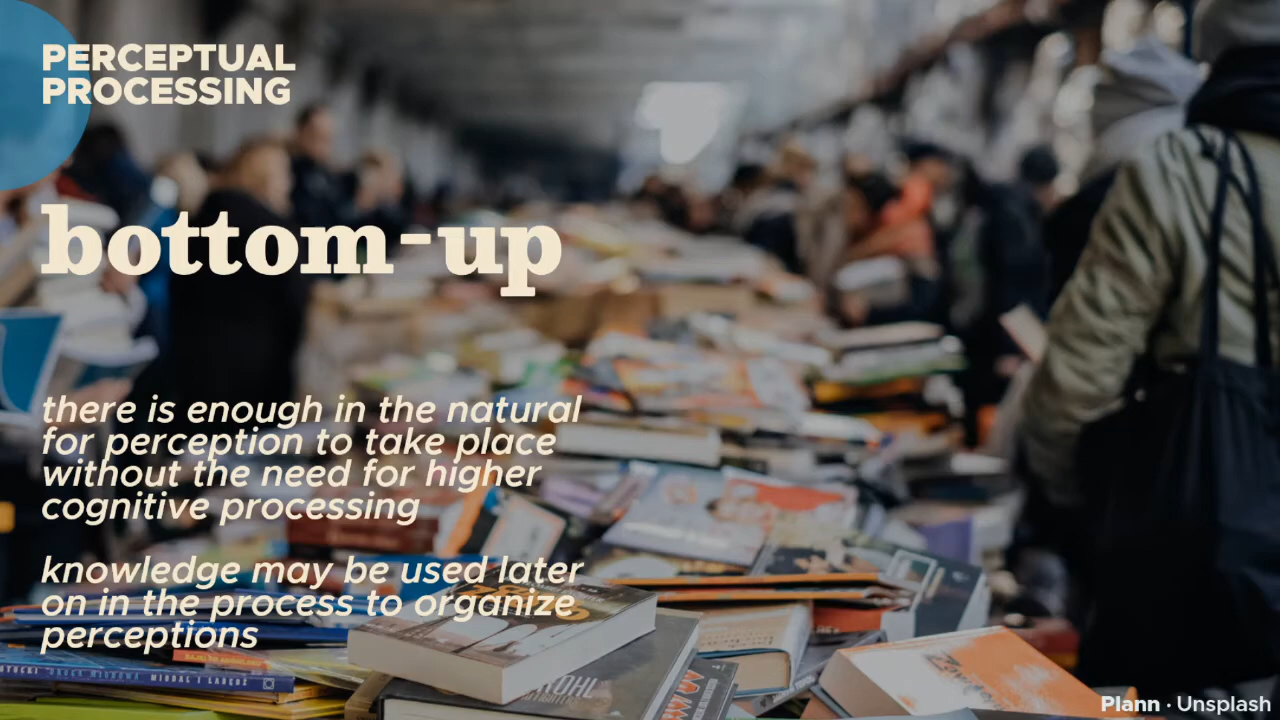 PERCEPTUAL
PROCESSING
bottom-up
there is enough in the natural
for perception to take place
without the need for higher
cognitive processing
knowledge may be used later
on in the process to organize
perceptions
Plann · Unsplash